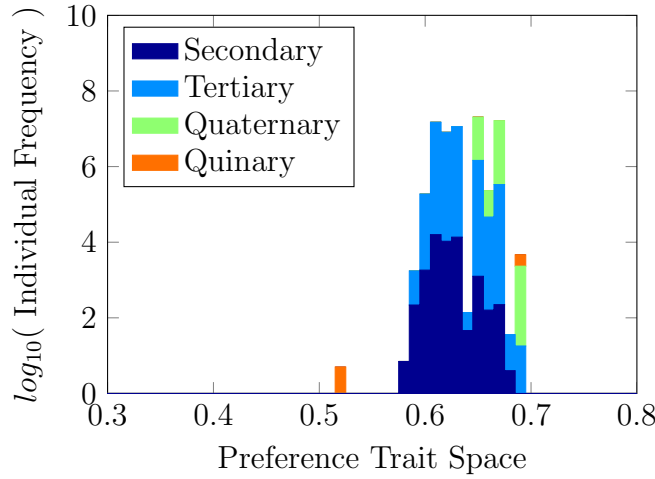 10
8
6
4
2
0
log10( Individual Frequency )
Secondary
Tertiary
Quaternary
Quinary
0.3 0.4 0.5 0.6 0.7 0.8
Preference Trait Space